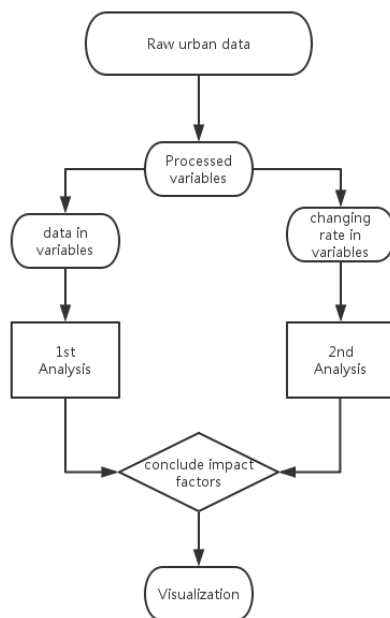 Raw urban data
Processed
variables
data in
variables
changing
rate in
variables
1st
Analysis
2nd
Analysis
conclude impact
factors
Visualization